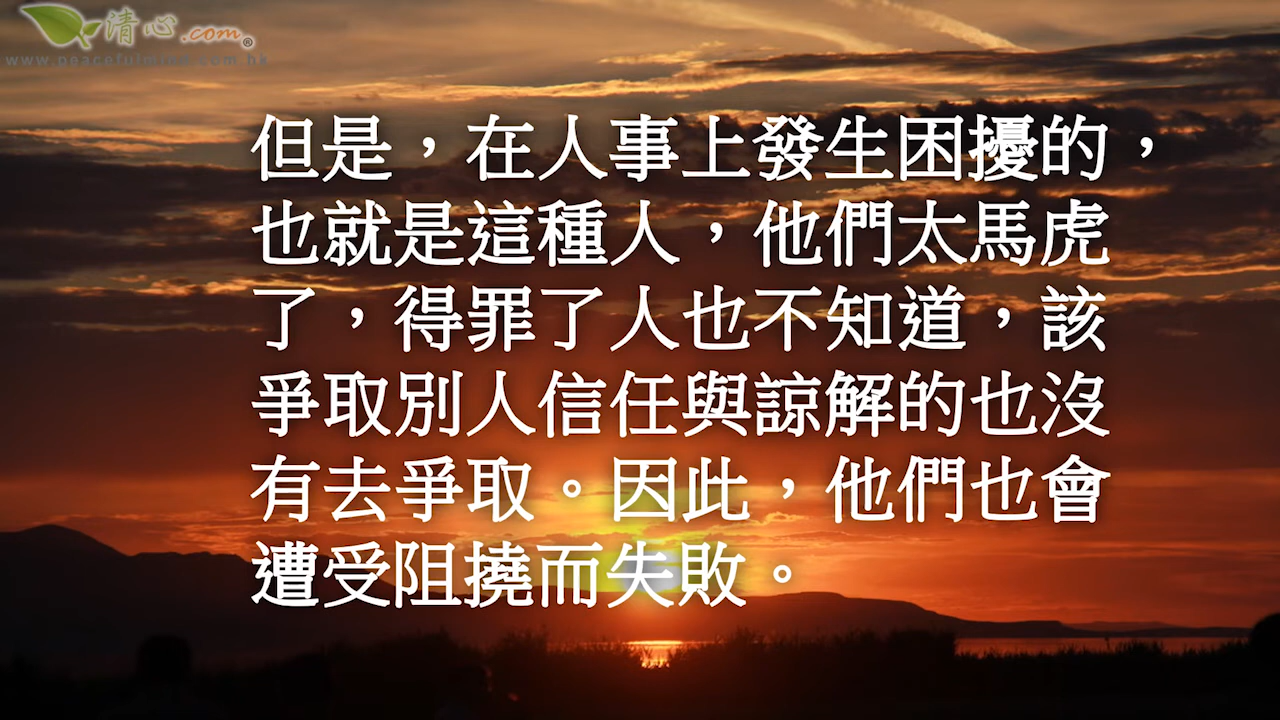 清心.com®
www.peacefulmind.com.hk
但是，在人事上發生困擾的，
也就是這種人，他們太馬虎
了，得罪了人也不知道，該
爭取別人信任與諒解的也沒
有去爭取。因此，他們也會
遭受阻撓而失敗。